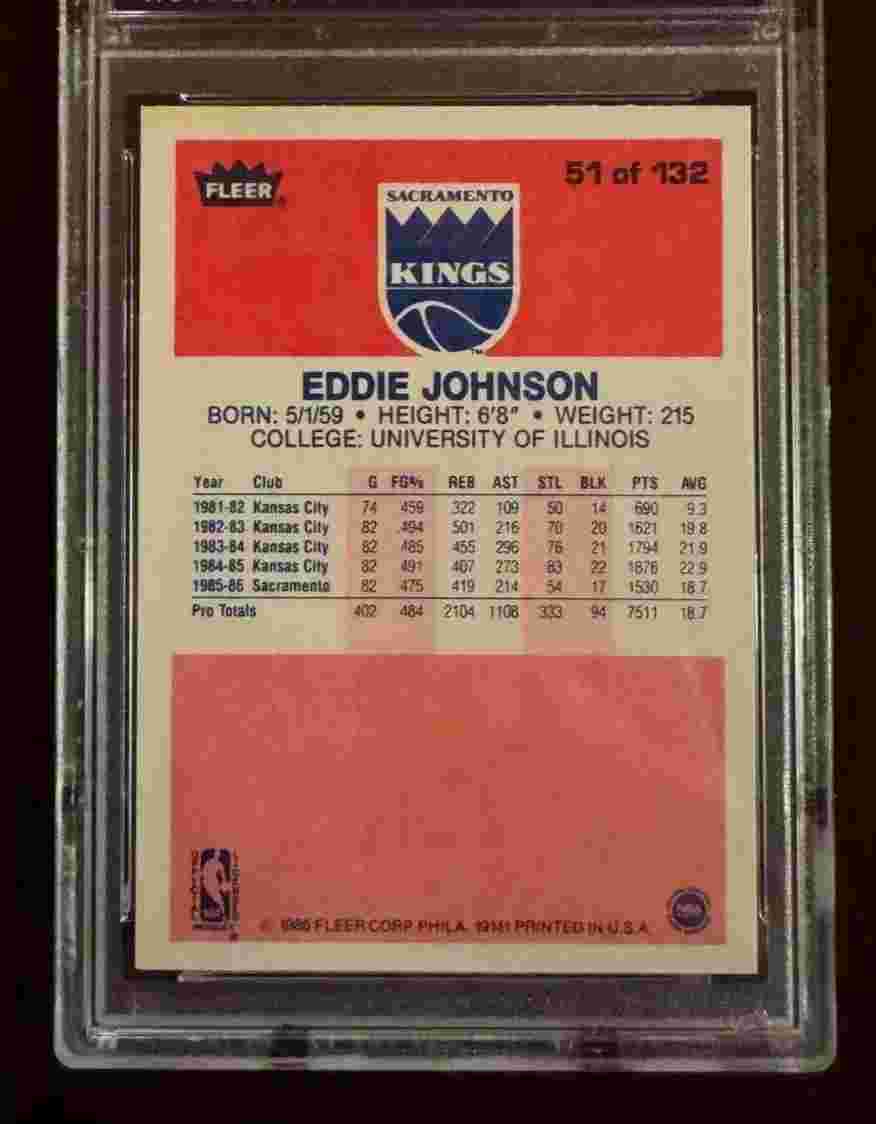 FLEER
51 of 132
SACRAMENTO
KINGS
EDDIE JOHNSON
BORN: 5/1/59 • HEIGHT: 6'8" • WEIGHT: 215
COLLEGE: UNIVERSITY OF ILLINOIS
Year Club G FG% REB AST STL BLK PTS AVG
1981-82 Kansas City 74 .459 322 109 50 14 690 9.3
1982-83 Kansas City 82 .494 501 216 70 20 1621 19.8
1983-84 Kansas City 82 .485 455 296 76 21 1794 21.9
1984-85 Kansas City 82 .491 407 273 83 22 1876 22.9
1985-86 Sacramento 82 .475 419 214 54 17 1530 18.7
Pro Totals 402 .484 2104 1108 333 94 7511 18.7
© 1986 FLEER CORP PHILA. 19141 PRINTED IN U.S.A.